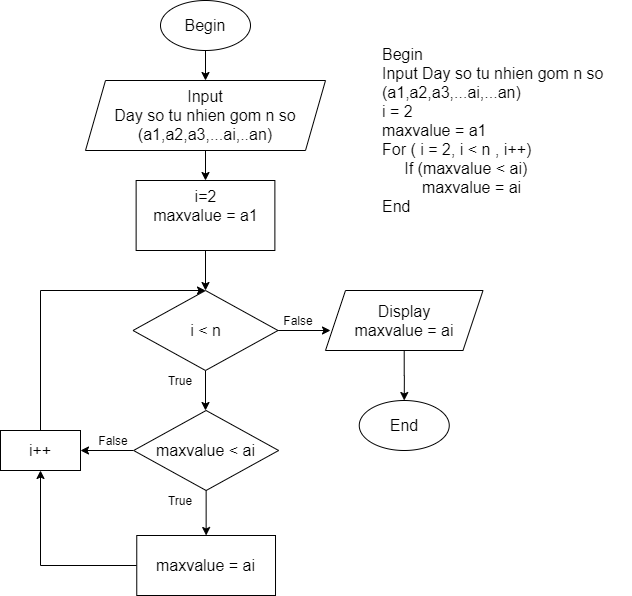 Begin
Input
Day so tu nhien gom n so
(a1,a2,a3,...ai,..an)
i=2
maxvalue = a1
i < n
False
Display
maxvalue = ai
End
True
maxvalue < ai
False
i++
True
maxvalue = ai
Begin
Input Day so tu nhien gom n so
(a1,a2,a3,...ai,...an)
i = 2
maxvalue = a1
For ( i = 2, i < n , i++)
If (maxvalue < ai)
maxvalue = ai
End